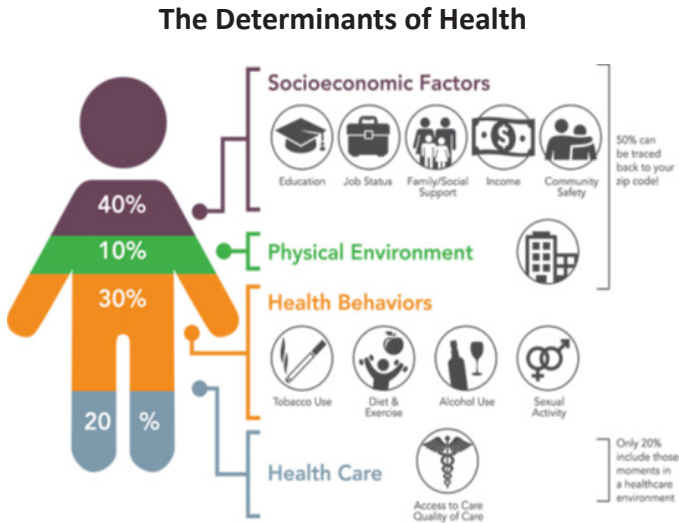 The Determinants of Health
Socioeconomic Factors
Education
Job Status
Family/Social
Support
Income
Community
Safety
50% can
be traced
back to your
zip code!
40%
10%
Physical Environment
30%
Health Behaviors
Tobacco Use
Diet &
Exercise
Alcohol Use
Sexual
Activity
20 %
Health Care
Access to Care
Quality of Care
Only 20%
include those
moments in
a healthcare
environment